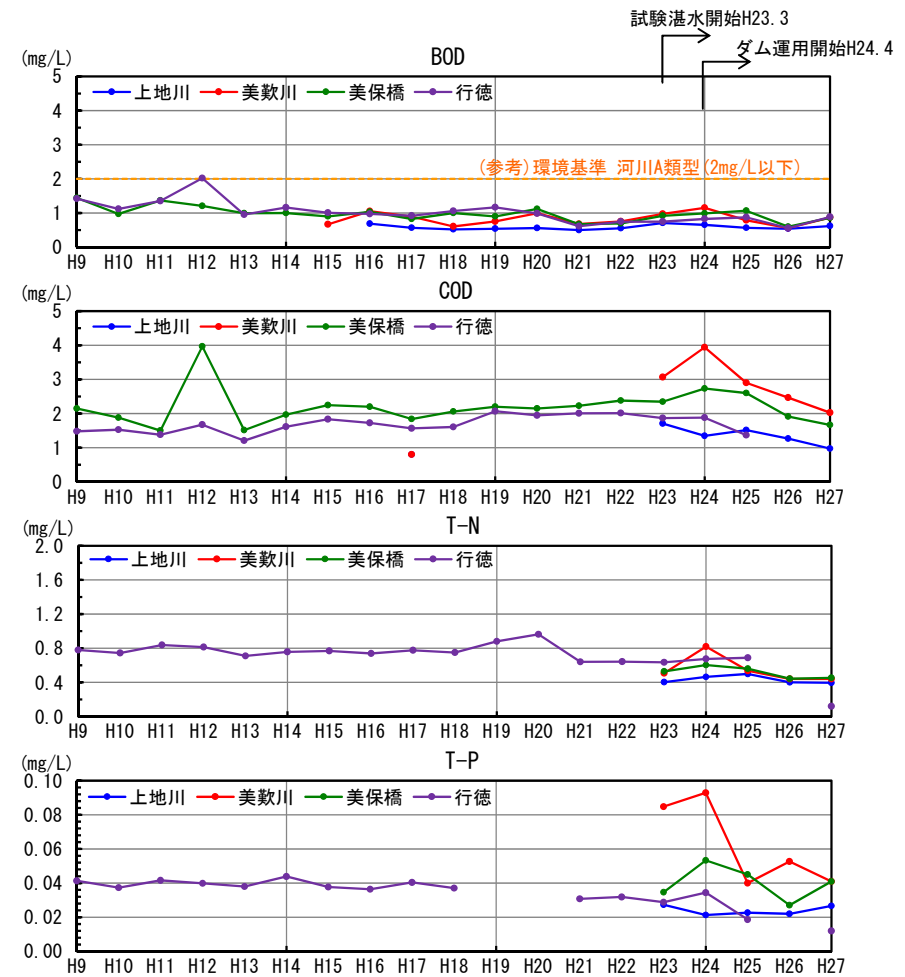 試験湛水開始H23.3
ダム運用開始H24.4
(mg/L)
BOD
5
上地川 美歎川 美保橋 行徳
4
3
(参考)環境基準 河川A類型(2mg/L以下)
2
1
0
H9 H10 H11 H12 H13 H14 H15 H16 H17 H18 H19 H20 H21 H22 H23 H24 H25 H26 H27
(mg/L)
COD
5
上地川 美歎川 美保橋 行徳
4
3
2
1
0
H9 H10 H11 H12 H13 H14 H15 H16 H17 H18 H19 H20 H21 H22 H23 H24 H25 H26 H27
(mg/L)
T-N
2.0
上地川 美歎川 美保橋 行徳
1.6
1.2
0.8
0.4
0.0
H9 H10 H11 H12 H13 H14 H15 H16 H17 H18 H19 H20 H21 H22 H23 H24 H25 H26 H27
(mg/L)
T-P
0.10
上地川 美歎川 美保橋 行徳
0.08
0.06
0.04
0.02
0.00
H9 H10 H11 H12 H13 H14 H15 H16 H17 H18 H19 H20 H21 H22 H23 H24 H25 H26 H27